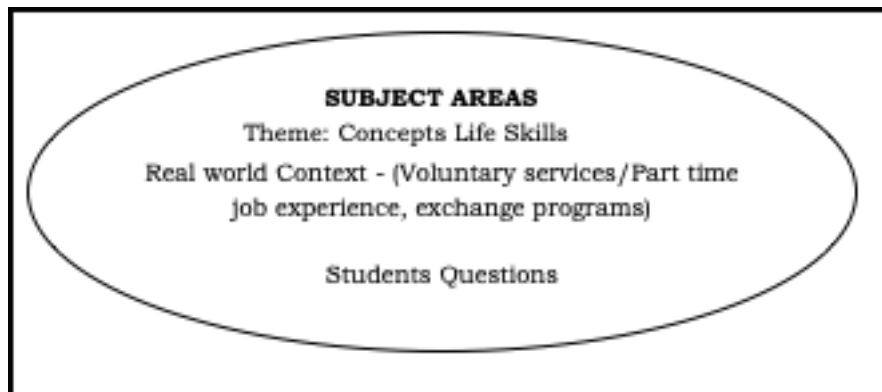 SUBJECT AREAS
Theme: Concepts Life Skills
Real world Context - (Voluntary services/Part time
job experience, exchange programs)
Students Questions